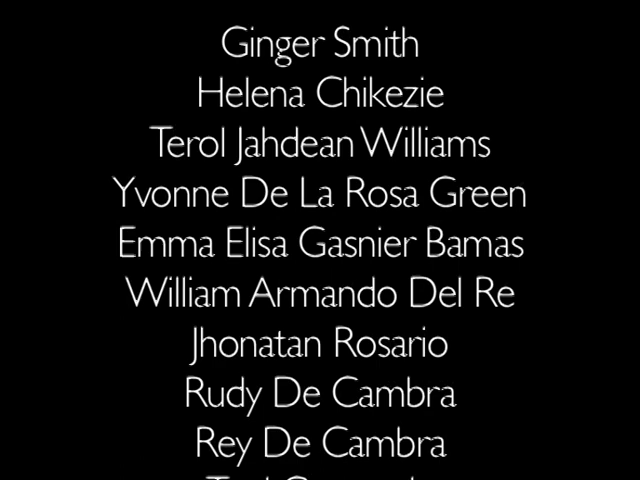 Ginger Smith
Helena Chikezie
Terol Jahdean Williams
Yvonne De La Rosa Green
Emma Elisa Gasnier Bamas
William Armando Del Re
Jhonatan Rosario
Rudy De Cambra
Rey De Cambra